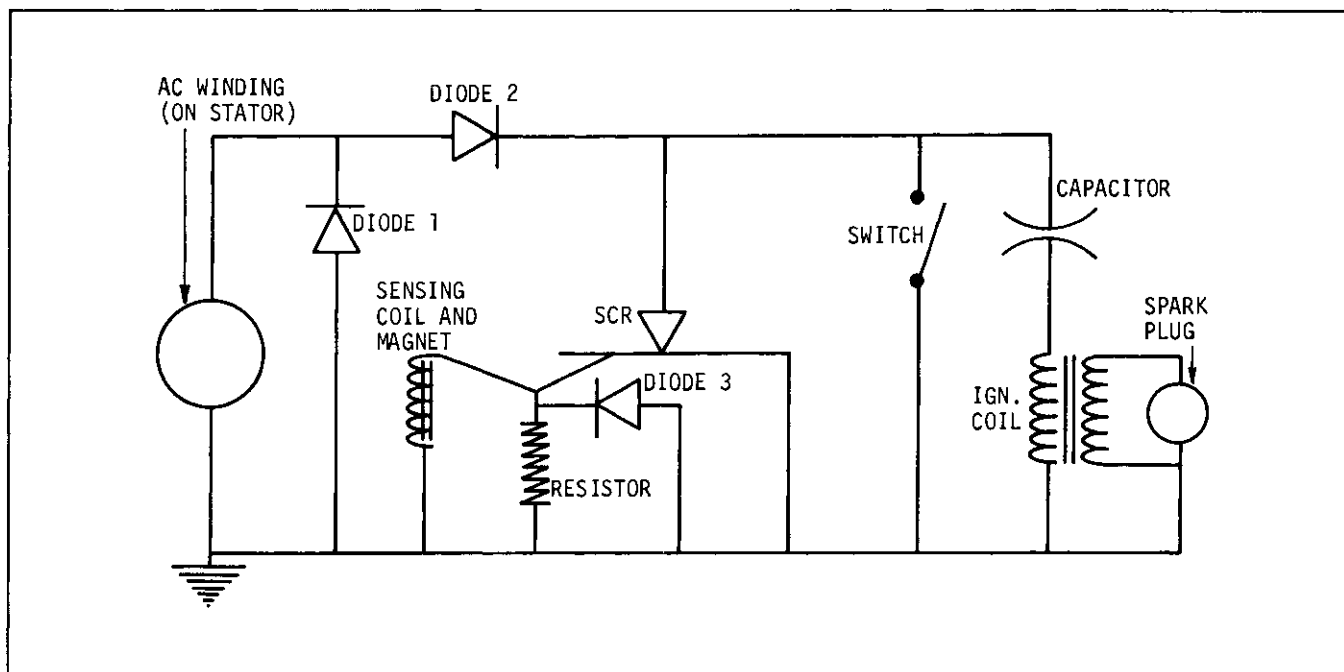 AC WINDING
(ON STATOR)
DIODE 2
DIODE 1
CAPACITOR
SWITCH
SENSING
COIL AND
MAGNET
SCR
SPARK
PLUG
DIODE 3
IGN.
COIL
RESISTOR